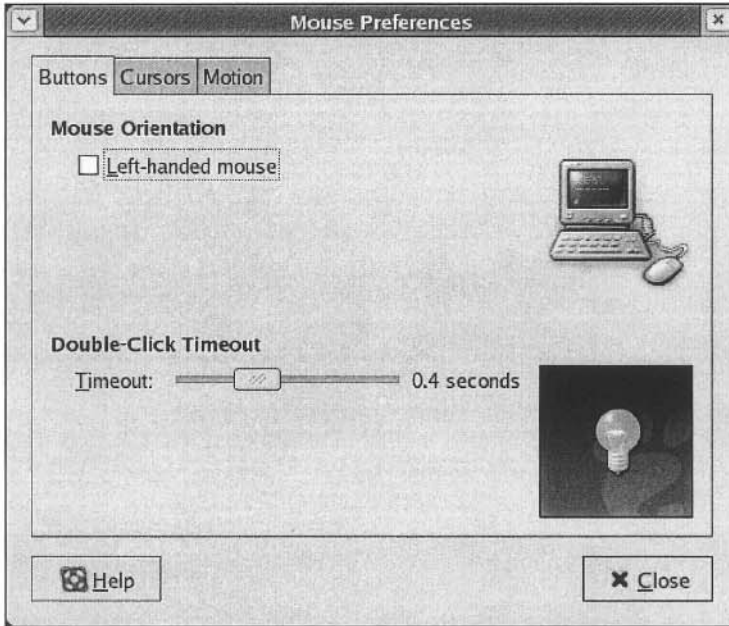 Mouse Preferences
Buttons Cursors Motion
Mouse Orientation
Left-handed mouse
Double-Click Timeout
Timeout: 0.4 seconds
Help Close